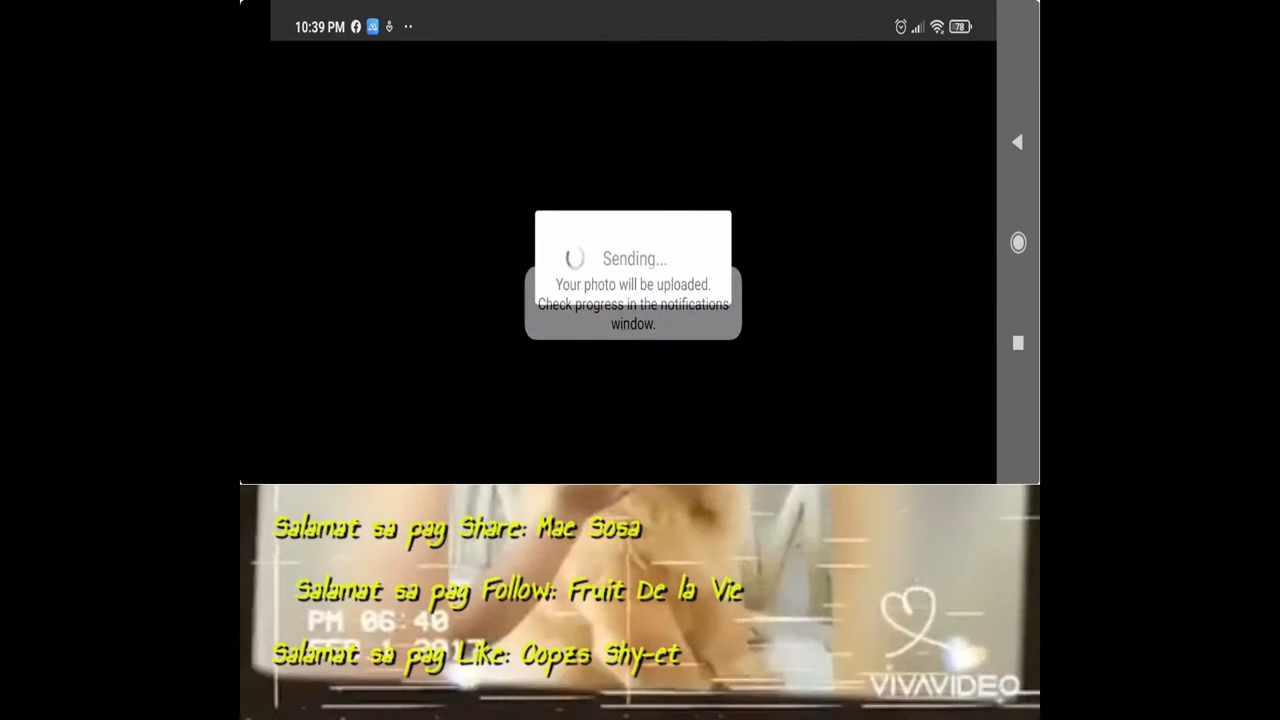 10:39 PM
78
Sending...
Your photo will be uploaded.
Check progress in the notifications
window.
Salamat sa pag Share: Mae Sosa
Salamat sa pag Follow: Fruit De la Vie
PM 06:40
Salamat sa pag Like: Oopzs Shy-et
VIVAVIDEO